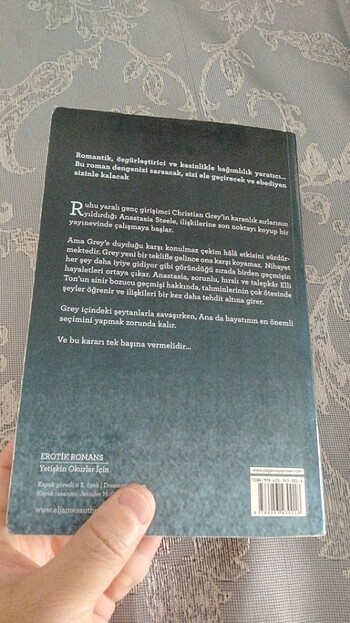 Romantik, özgürleştirici ve kesinlikle bağımlılık yaratıcı...
Bu roman dengenizi sarsacak, sizi ele geçirecek ve ebediyen
sizinle kalacak
Ruhu yaralı genç girişimci Christian Grey'in karanlık sırlarının
yıldırdığı Anastasia Steele, ilişkilerine son noktayı koyup bir
yayınevinde çalışmaya başlar.
Ama Grey'e duyduğu karşı konulmaz çekim hâlâ etkisini sürdür-
mektedir. Grey yeni bir teklifle gelince ona karşı koyamaz. Nihayet
her şey daha iyiye gidiyor gibi göründüğü sırada birden geçmişin
hayaletleri ortaya çıkar. Anastasia, sorunlu, hırslı ve talepkâr Elli
Ton'un sinir bozucu geçmişi hakkında, tahminlerinin çok ötesinde
şeyler öğrenir ve ilişkileri bir kez daha tehdit altına girer.
Grey içindeki şeytanlarla savaşırken, Ana da hayatının en önemli
seçimini yapmak zorunda kalır.
Ve bu kararı tek başına vermelidir...
EROTİK ROMANS
Yetişkin Okurlar İçin
Kapak görseli © E. Spek |
Kapak tasarımı: Jennifer